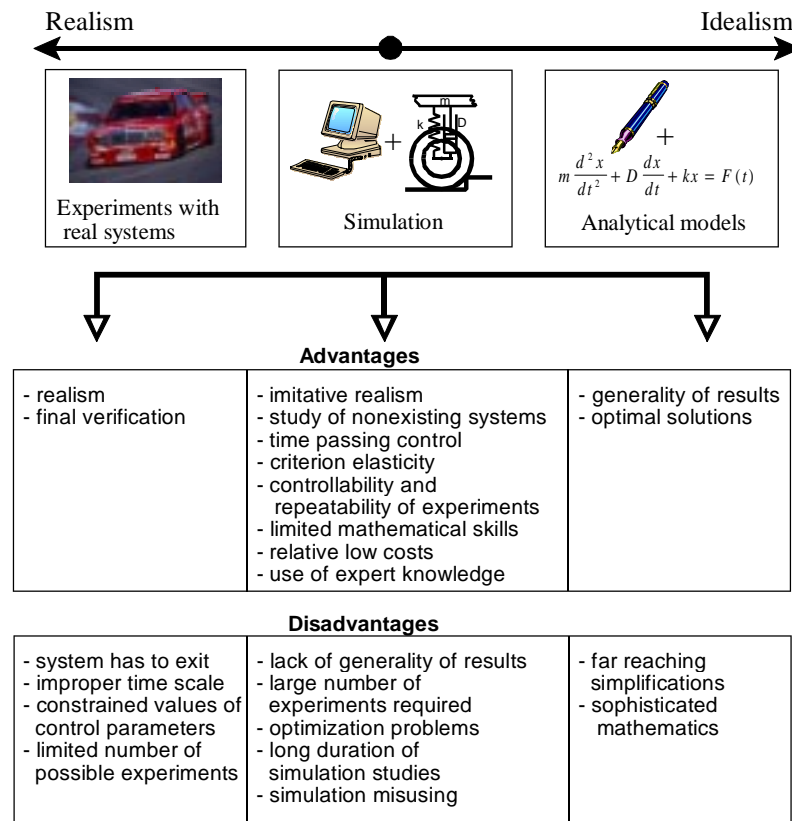 Realism
Idealism
m
k
D
+
+
m d²x/dt² + D dx/dt + kx = F(t)
Experiments with
real systems
Simulation
Analytical models
Advantages
- realism
- final verification
- imitative realism
- study of nonexisting systems
- time passing control
- criterion elasticity
- controllability and
repeatability of experiments
- limited mathematical skills
- relative low costs
- use of expert knowledge
- generality of results
- optimal solutions
Disadvantages
- system has to exit
- improper time scale
- constrained values of
control parameters
- limited number of
possible experiments
- lack of generality of results
- large number of
experiments required
- optimization problems
- long duration of
simulation studies
- simulation misusing
- far reaching
simplifications
- sophisticated
mathematics